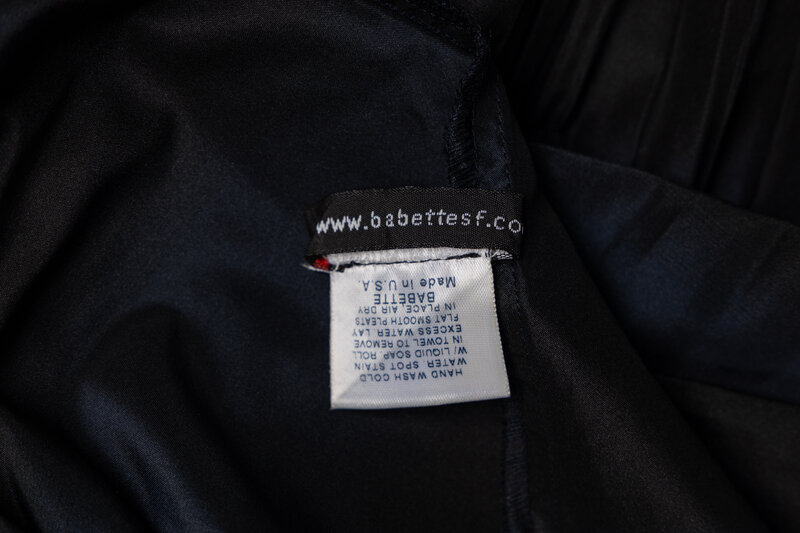 www.babettesf.co
HAND WASH COLD
WATER. SPOT STAIN
W/ LIQUID SOAP, ROLL
IN TOWEL TO REMOVE
EXCESS WATER. LAY
FLAT SMOOTH PLEATS
IN PLACE, AIR DRY
BABETTE
Made in U.S.A.